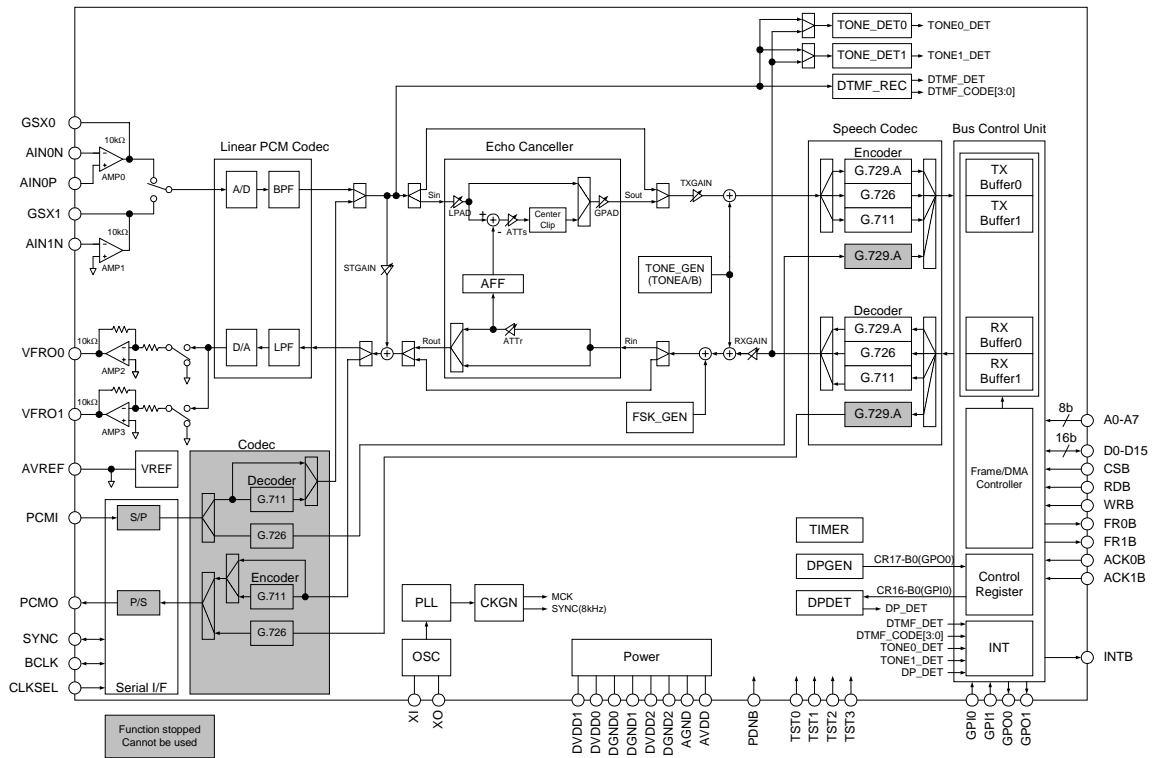 TONE_DET0
TONE0_DET
TONE_DET1
TONE1_DET
DTMF_REC
DTMF_DET
DTMF_CODE[3:0]
GSX0
10kΩ
AIN0N
AMP0
AIN0P
GSX1
10kΩ
AIN1N
AMP1
Linear PCM Codec
A/D
BPF
Echo Canceller
Sin
LPAD
+
-
ATTs
Center
Clip
GPAD
Sout
AFF
Rout
ATTr
Rin
STGAIN
TXGAIN
TONE_GEN
(TONEA/B)
RXGAIN
FSK_GEN
Speech Codec
Encoder
G.729.A
G.726
G.711
G.729.A
Decoder
G.729.A
G.726
G.711
G.729.A
Bus Control Unit
TX
Buffer0
TX
Buffer1
RX
Buffer0
RX
Buffer1
Frame/DMA
Controller
Control
Register
INT
VFRO0
10kΩ
AMP2
D/A
LPF
VFRO1
10kΩ
AMP3
AVREF
VREF
Codec
Decoder
G.711
G.726
Encoder
G.711
G.726
PCMI
S/P
PCMO
P/S
SYNC
BCLK
CLKSEL
Serial I/F
PLL
CKGN
MCK
SYNC(8kHz)
OSC
XI
XO
Power
DVDD1
DVDD0
DGND0
DGND1
DVDD2
DGND2
AGND
AVDD
PDNB
TST0
TST1
TST2
TST3
TIMER
DPGEN
CR17-B0(GPO0)
DPDET
CR16-B0(GPI0)
DP_DET
DTMF_DET
DTMF_CODE[3:0]
TONE0_DET
TONE1_DET
DP_DET
8b
A0-A7
16b
D0-D15
CSB
RDB
WRB
FR0B
FR1B
ACK0B
ACK1B
INTB
GPI0
GPI1
GPO0
GPO1
Function stopped
Cannot be used